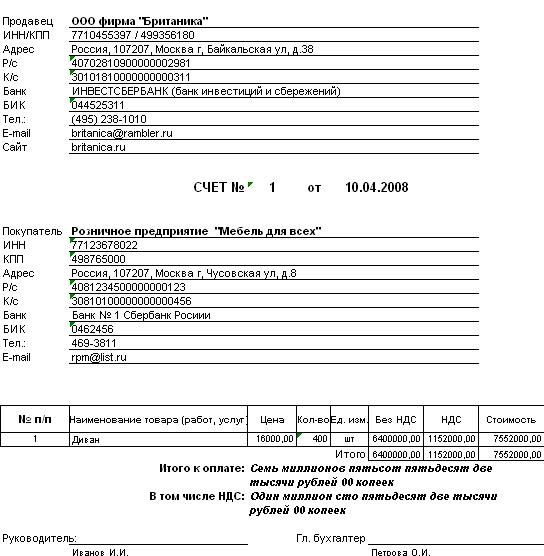 Продавец ООО фирма "Британика"
ИНН/КПП 7710455397 / 499356180
Адрес Россия, 107207, Москва г, Байкальская ул, д.38
Р/с 40702810900000002981
К/с 30101810000000000311
Банк ИНВЕСТСБЕРБАНК (банк инвестиций и сбережений)
БИК 044525311
Тел.: (495) 238-1010
E-mail britanica@rambler.ru
Сайт britanica.ru
СЧЕТ № 1 от 10.04.2008
Покупатель Розничное предприятие "Мебель для всех"
ИНН 77123678022
КПП 498765000
Адрес Россия, 107207, Москва г, Чусовская ул, д.8
Р/с 4081234500000000123
К/с 30810100000000000456
Банк Банк № 1 Сбербанк Росиии
БИК 0462456
Тел.: 469-3811
E-mail rpm@list.ru
№ п/п Наименование товара (работ, услуг) Цена Кол-во Ед. изм. Без НДС НДС Стоимость
1 Диван 16000,00 400 шт 6400000,00 1152000,00 7552000,00
Итого 6400000,00 1152000,00 7552000,00
Итого к оплате: Семь миллионов пятьсот пятьдесят две
тысячи рублей 00 копеек
В том числе НДС: Один миллион сто пятьдесят две тысячи
рублей 00 копеек
Руководитель: Гл. бухгалтер
Иванов И.И. Петрова О.И.